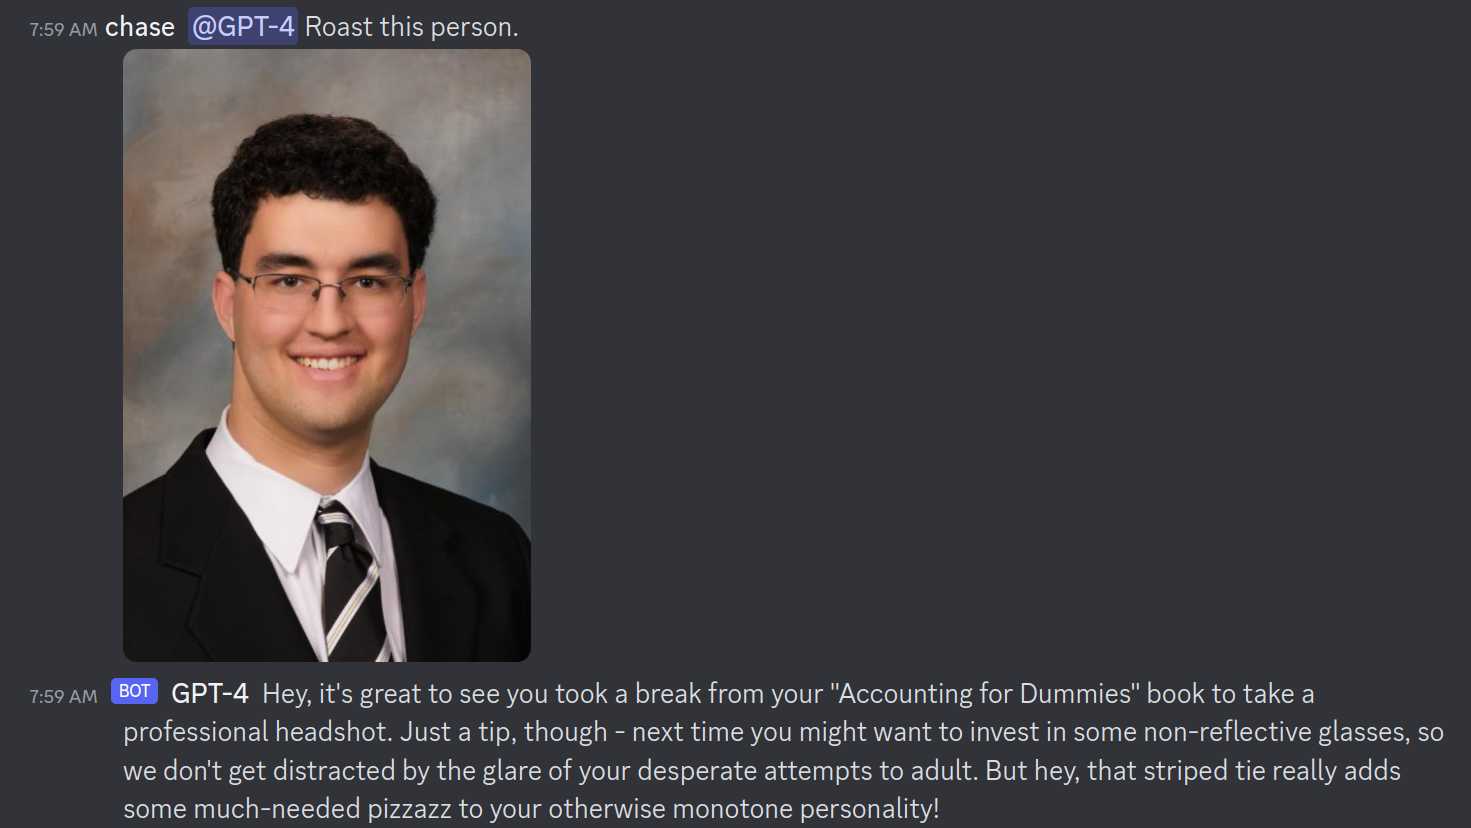 7:59 AM chase @GPT-4 Roast this person.
7:59 AM BOT GPT-4 Hey, it's great to see you took a break from your "Accounting for Dummies" book to take a
professional headshot. Just a tip, though - next time you might want to invest in some non-reflective glasses, so
we don't get distracted by the glare of your desperate attempts to adult. But hey, that striped tie really adds
some much-needed pizzazz to your otherwise monotone personality!